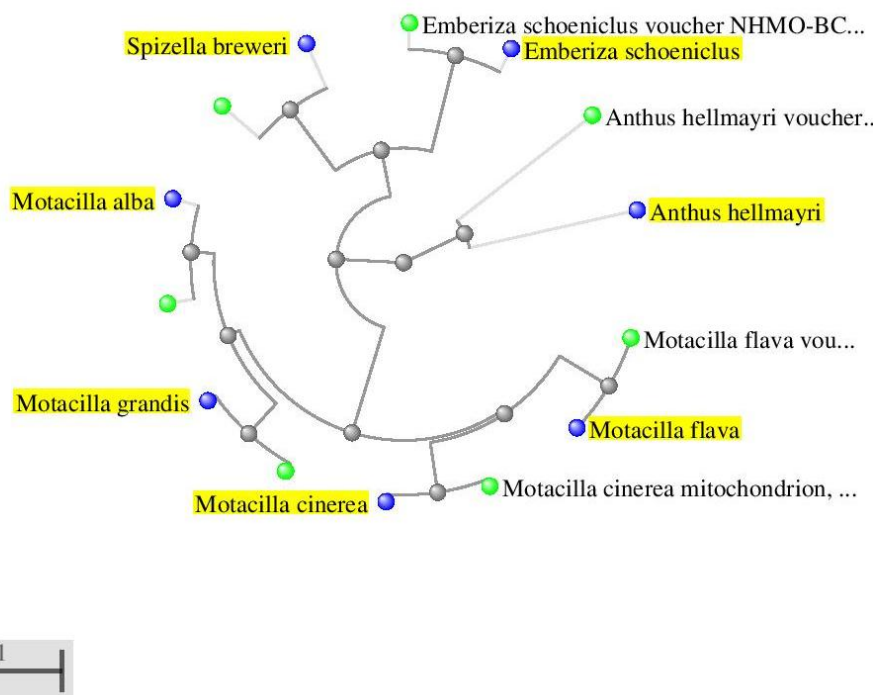 Emberiza schoeniclus voucher NHMO-BC...
Spizella breweri
Emberiza schoeniclus
Anthus hellmayri voucher..
Motacilla alba
Anthus hellmayri
Motacilla flava vou...
Motacilla grandis
Motacilla flava
Motacilla cinerea
Motacilla cinerea mitochondrion, ...
1